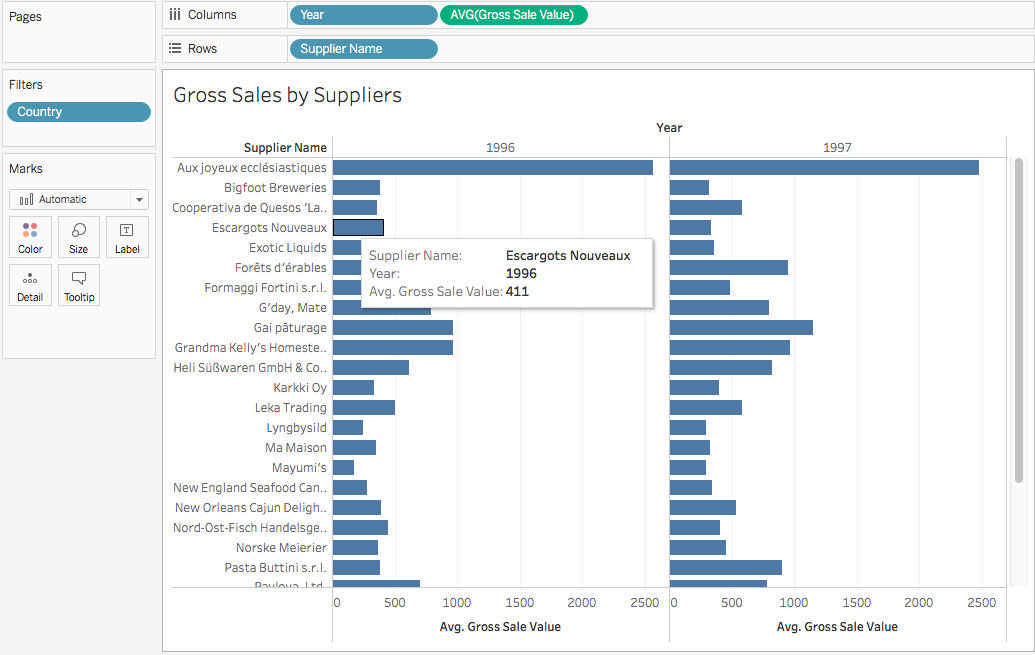 Pages
Columns
Year
AVG(Gross Sale Value)
Rows
Supplier Name
Filters
Country
Marks
Automatic
Color
Size
Label
Detail
Tooltip
Gross Sales by Suppliers
Year
Supplier Name
1996
1997
Aux joyeux ecclésiastiques
Bigfoot Breweries
Cooperativa de Quesos 'La..
Escargots Nouveaux
Exotic Liquids
Forêts d'érables
Formaggi Fortini s.r.l.
G'day, Mate
Gai pâturage
Grandma Kelly's Homeste..
Heli Süßwaren GmbH & Co..
Karkki Oy
Leka Trading
Lyngbysild
Ma Maison
Mayumi's
New England Seafood Can..
New Orleans Cajun Deligh..
Nord-Ost-Fisch Handelsge..
Norske Meierier
Pasta Buttini s.r.l.
Pavlova, Ltd.
Supplier Name: Escargots Nouveaux
Year: 1996
Avg. Gross Sale Value: 411
0 500 1000 1500 2000 2500
0 500 1000 1500 2000 2500
Avg. Gross Sale Value
Avg. Gross Sale Value